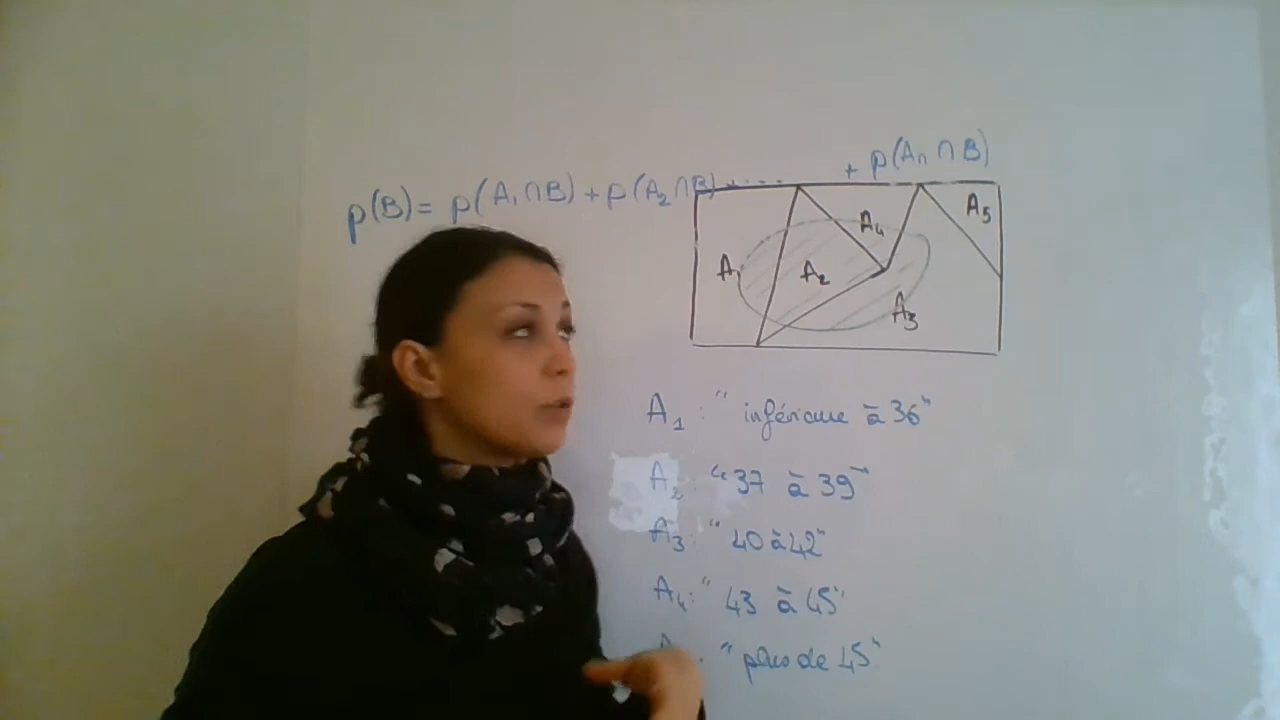 p(B) = p(A₁ ∩ B) + p(A₂ ∩ B) + .... + p(Aₙ ∩ B)
A₁ A₂ A₄ A₃ A₅
A₁ : "inférieure à 36"
A₂ : "37 à 39"
A₃ : "40 à 42"
A₄ : "43 à 45"
A : "plus de 45"